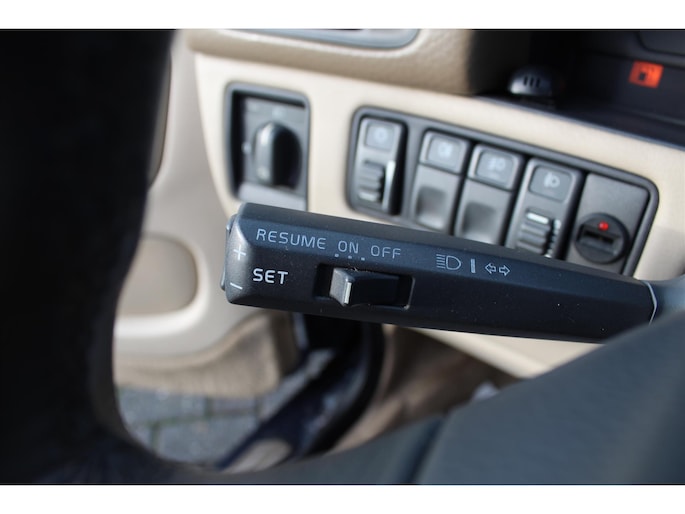 RESUME ON OFF
+
SET
−